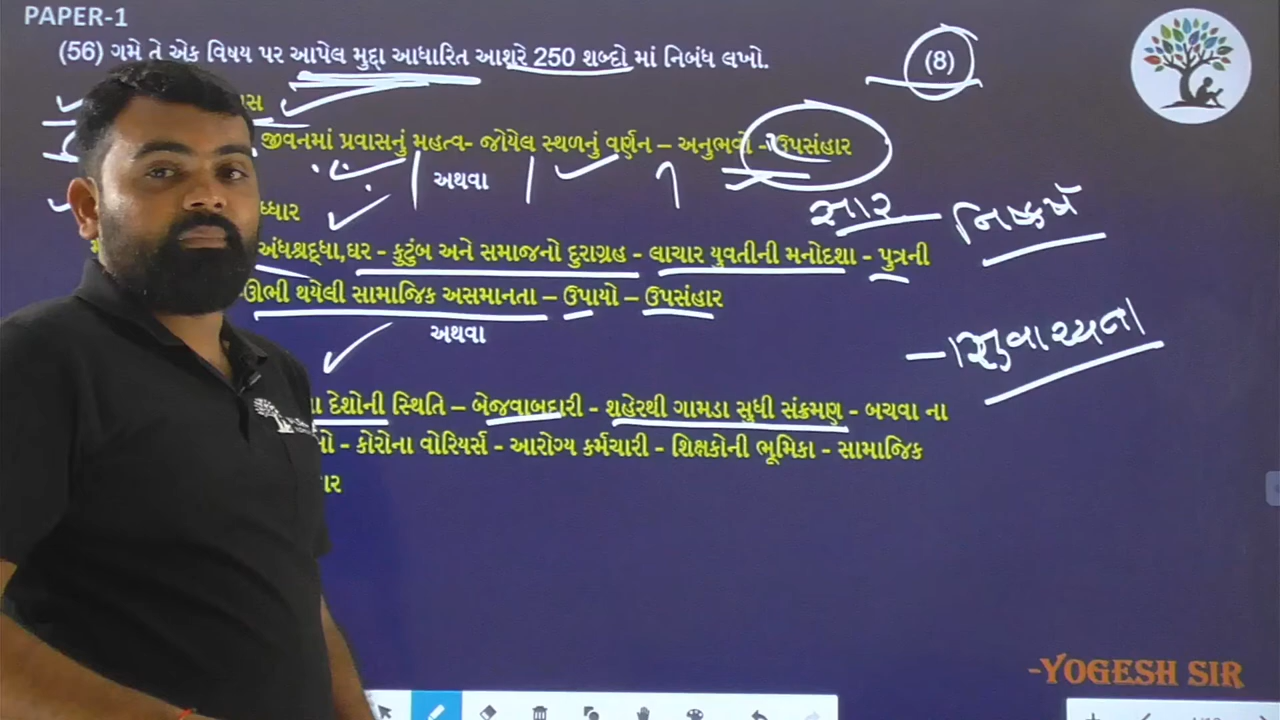 PAPER-1
(56) ગમે તે એક વિષય પર આપેલ મુદ્દા આધારિત આશરે 250 શબ્દો માં નિબંધ લખો.
(8)
જીવનમાં પ્રવાસનું મહત્વ- જોયેલ સ્થળનું વર્ણન – અનુભવો - ઉપસંહાર
અથવા
સાર નિષ્કર્ષ
અંધશ્રદ્ધા,ઘર - કુટુંબ અને સમાજનો દુરાગ્રહ - લાચાર યુવતીની મનોદશા - પુત્રની
ઊભી થયેલી સામાજિક અસમાનતા – ઉપાયો – ઉપસંહાર
અથવા
દેશોની સ્થિતિ – બેજવાબદારી - શહેરથી ગામડા સુધી સંક્રમણ - બચવા ના
- કોરોના વોરિયર્સ - આરોગ્ય કર્મચારી - શિક્ષકોની ભૂમિકા - સામાજિક
-YOGESH SIR